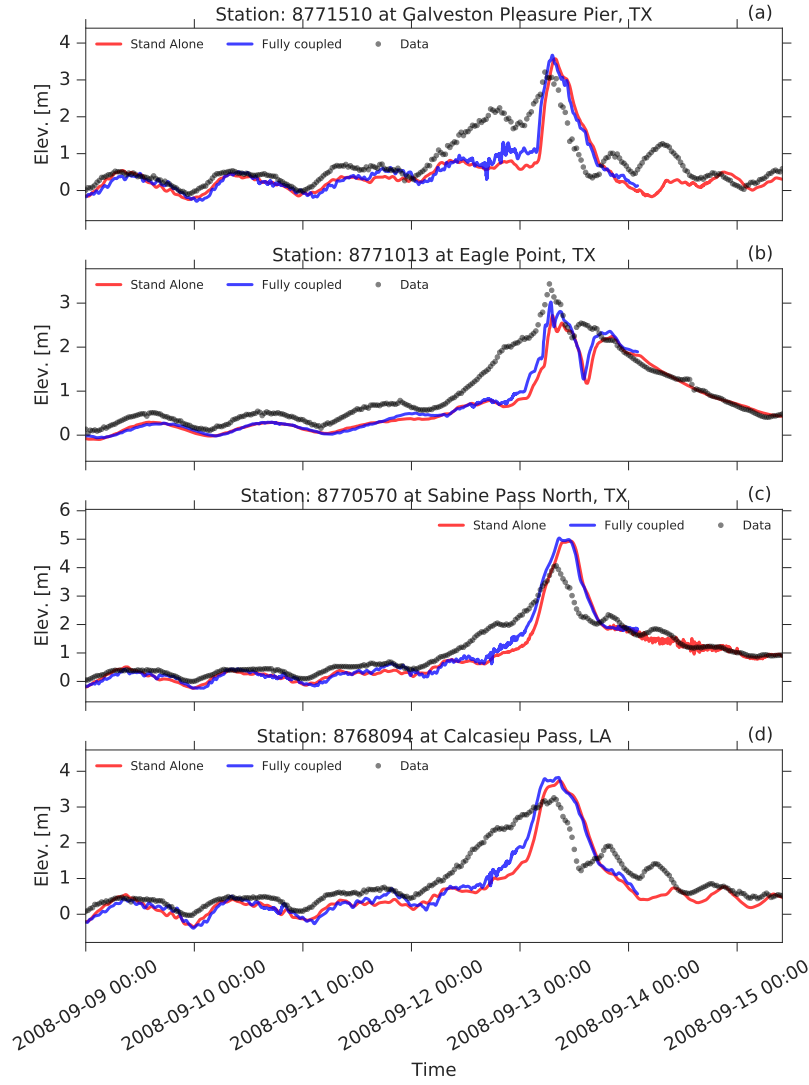 Station: 8771510 at Galveston Pleasure Pier, TX (a)
Stand Alone Fully coupled Data
4
3
2
1
0
Elev. [m]
Station: 8771013 at Eagle Point, TX (b)
Stand Alone Fully coupled Data
3
2
1
0
Elev. [m]
Station: 8770570 at Sabine Pass North, TX (c)
Stand Alone Fully coupled Data
6
5
4
3
2
1
0
Elev. [m]
Station: 8768094 at Calcasieu Pass, LA (d)
Stand Alone Fully coupled Data
4
3
2
1
0
Elev. [m]
2008-09-09 00:00
2008-09-10 00:00
2008-09-11 00:00
2008-09-12 00:00
2008-09-13 00:00
2008-09-14 00:00
2008-09-15 00:00
Time